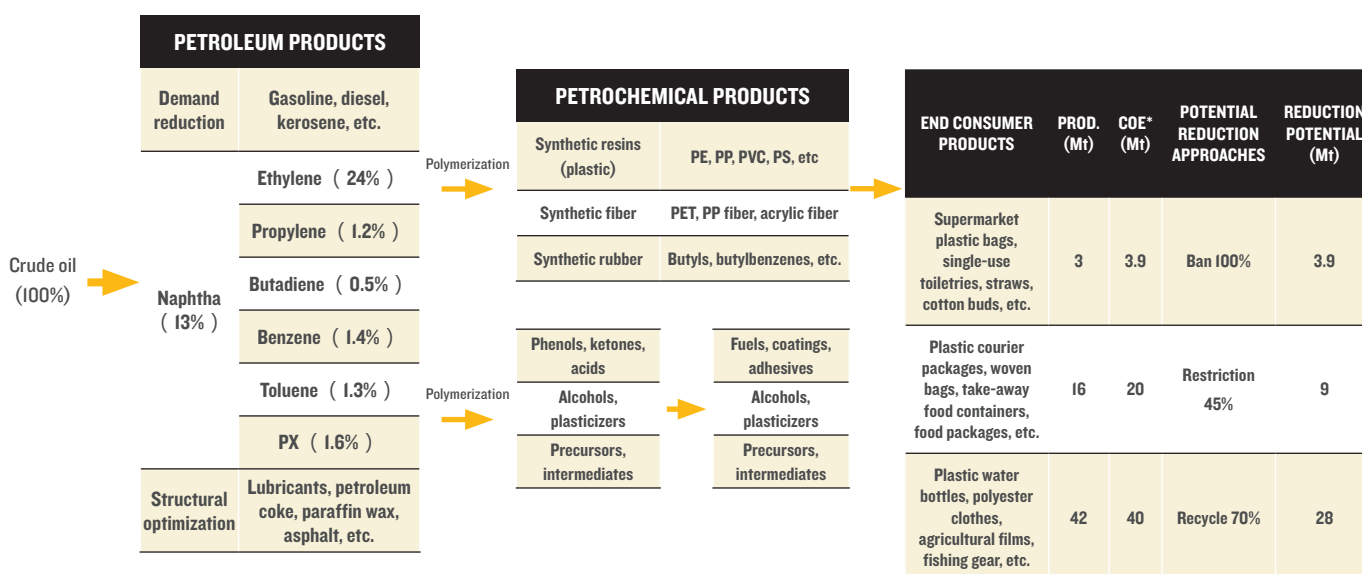 PETROLEUM PRODUCTS
Demand
reduction
Gasoline, diesel,
kerosene, etc.
Crude oil
(100%)
Naphtha
( 13% )
Ethylene ( 24% )
Propylene ( 1.2% )
Butadiene ( 0.5% )
Benzene ( 1.4% )
Toluene ( 1.3% )
PX ( 1.6% )
Structural
optimization
Lubricants, petroleum
coke, paraffin wax,
asphalt, etc.
Polymerization
Polymerization
PETROCHEMICAL PRODUCTS
Synthetic resins
(plastic)
PE, PP, PVC, PS, etc
Synthetic fiber
PET, PP fiber, acrylic fiber
Synthetic rubber
Butyls, butylbenzenes, etc.
Phenols, ketones,
acids
Fuels, coatings,
adhesives
Alcohols,
plasticizers
Alcohols,
plasticizers
Precursors,
intermediates
Precursors,
intermediates
END CONSUMER
PRODUCTS
PROD.
(Mt)
COE*
(Mt)
POTENTIAL
REDUCTION
APPROACHES
REDUCTION
POTENTIAL
(Mt)
Supermarket
plastic bags,
single-use
toiletries, straws,
cotton buds, etc.
3
3.9
Ban 100%
3.9
Plastic courier
packages, woven
bags, take-away
food containers,
food packages, etc.
16
20
Restriction
45%
9
Plastic water
bottles, polyester
clothes,
agricultural films,
fishing gear, etc.
42
40
Recycle 70%
28